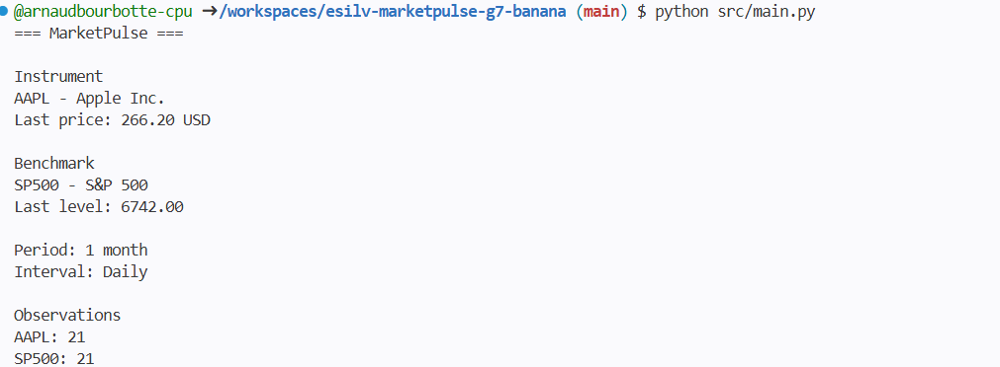 @arnaudbourbotte-cpu ➜/workspaces/esilv-marketpulse-g7-banana (main) $ python src/main.py
=== MarketPulse ===
Instrument
AAPL - Apple Inc.
Last price: 266.20 USD
Benchmark
SP500 - S&P 500
Last level: 6742.00
Period: 1 month
Interval: Daily
Observations
AAPL: 21
SP500: 21